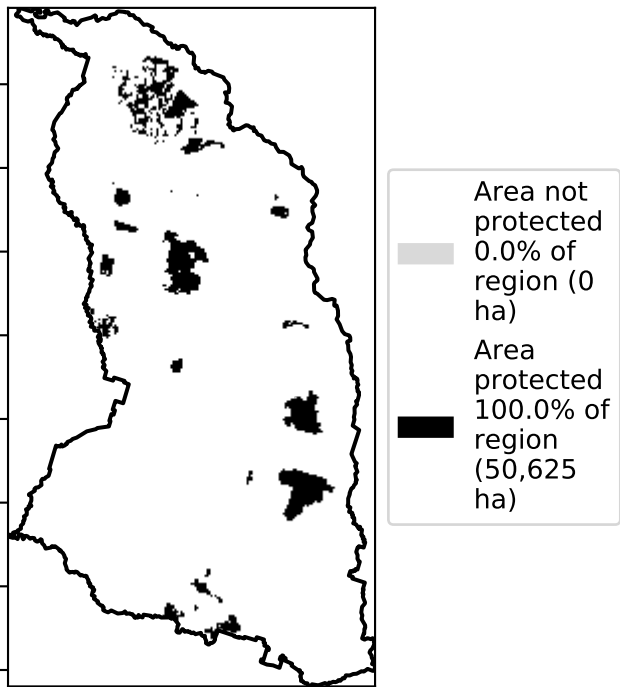 Area not
protected
0.0% of
region (0
ha)
Area
protected
100.0% of
region
(50,625
ha)